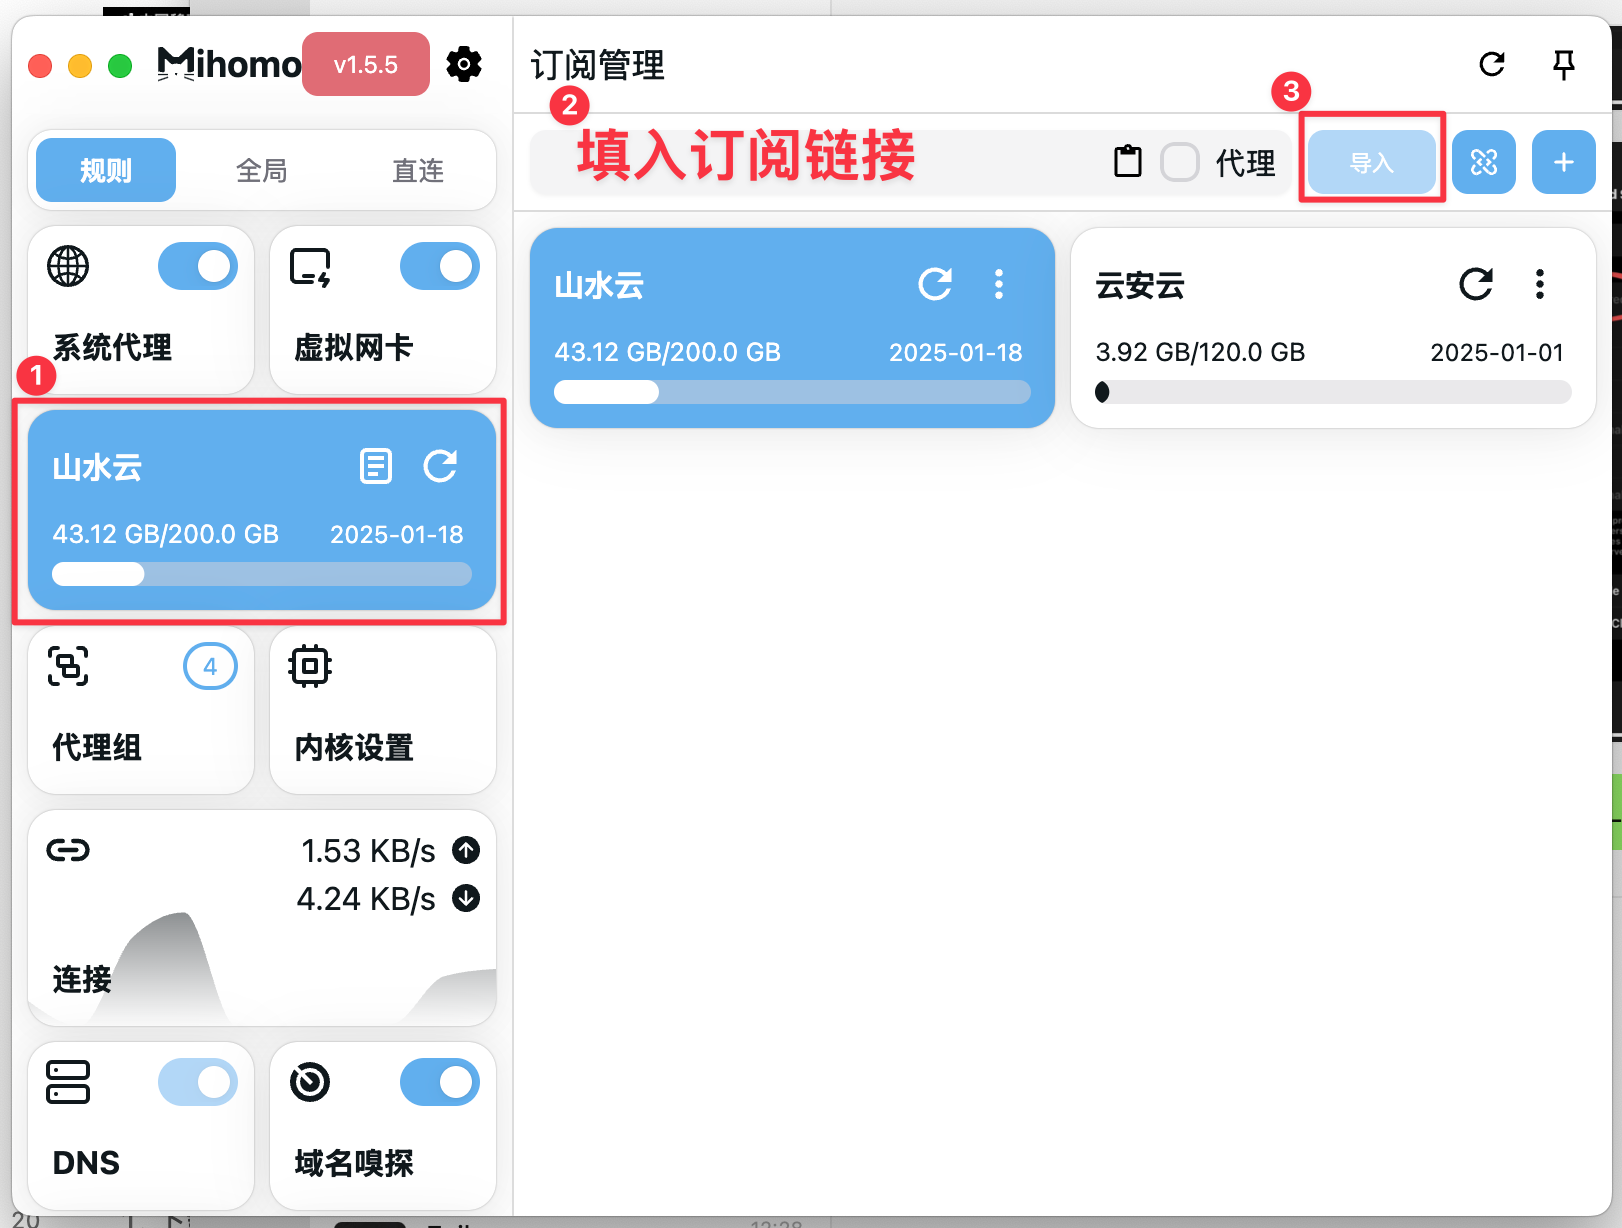 Mihomo
v1.5.5
规则
全局
直连
系统代理
虚拟网卡
1
山水云
43.12 GB/200.0 GB
2025-01-18
4
代理组
内核设置
1.53 KB/s
4.24 KB/s
连接
DNS
域名嗅探
订阅管理
2
填入订阅链接
代理
3
导入
山水云
43.12 GB/200.0 GB
2025-01-18
云安云
3.92 GB/120.0 GB
2025-01-01
20